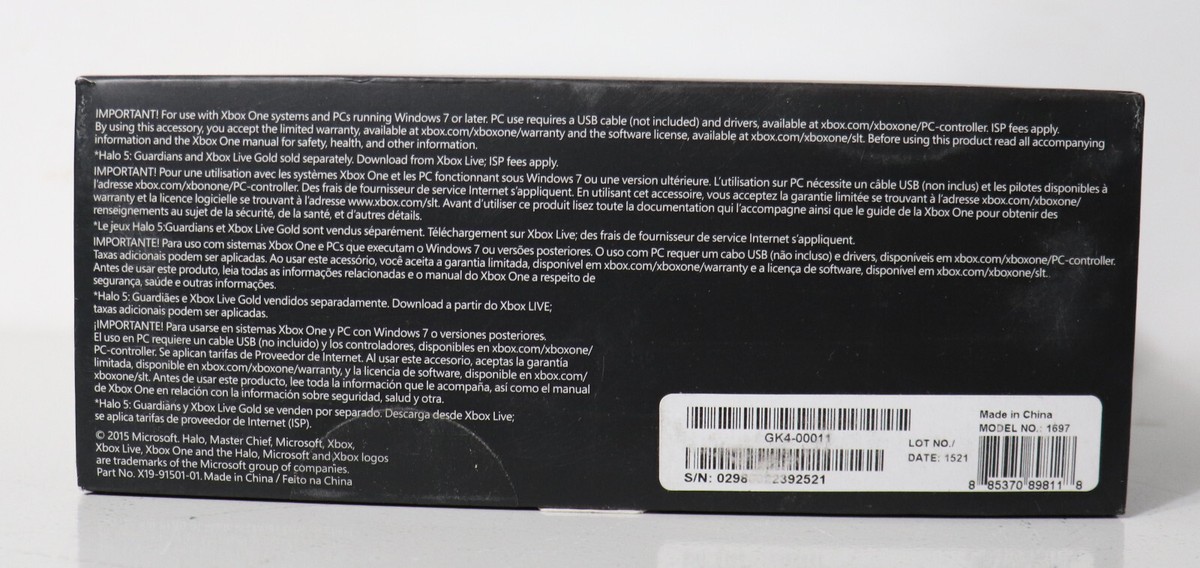 IMPORTANT! For use with Xbox One systems and PCs running Windows 7 or later. PC use requires a USB cable (not included) and drivers, available at xbox.com/xboxone/PC-controller. ISP fees apply.
By using this accessory, you accept the limited warranty, available at xbox.com/xboxone/warranty and the software license, available at xbox.com/xboxone/slt. Before using this product read all accompanying
information and the Xbox One manual for safety, health, and other information.
*Halo 5: Guardians and Xbox Live Gold sold separately. Download from Xbox Live; ISP fees apply.
IMPORTANT! Pour une utilisation avec les systèmes Xbox One et les PC fonctionnant sous Windows 7 ou une version ultérieure. L'utilisation sur PC nécessite un câble USB (non inclus) et les pilotes disponibles à
l'adresse xbox.com/xbonone/PC-controller. Des frais de fournisseur de service Internet s'appliquent. En utilisant cet accessoire, vous acceptez la garantie limitée se trouvant à l'adresse xbox.com/xboxone/
warranty et la licence logicielle se trouvant à l'adresse www.xbox.com/slt. Avant d'utiliser ce produit lisez toute la documentation qui l'accompagne ainsi que le guide de la Xbox One pour obtenir des
renseignements au sujet de la sécurité, de la santé, et d'autres détails.
*Le jeux Halo 5:Guardians et Xbox Live Gold sont vendus séparément. Téléchargement sur Xbox Live; des frais de fournisseur de service Internet s'appliquent.
IMPORTANTE! Para uso com sistemas Xbox One e PCs que executam o Windows 7 ou versões posteriores. O uso com PC requer um cabo USB (não incluso) e drivers, disponíveis em xbox.com/xboxone/PC-controller.
Taxas adicionais podem ser aplicadas. Ao usar este acessório, você aceita a garantia limitada, disponível em xbox.com/xboxone/warranty e a licença de software, disponível em xbox.com/xboxone/slt.
Antes de usar este produto, leia todas as informações relacionadas e o manual do Xbox One a respeito de
segurança, saúde e outras informações.
*Halo 5: Guardiães e Xbox Live Gold vendidos separadamente. Download a partir do Xbox LIVE;
taxas adicionais podem ser aplicadas.
¡IMPORTANTE! Para usarse en sistemas Xbox One y PC con Windows 7 o versiones posteriores.
El uso en PC requiere un cable USB (no incluido) y los controladores, disponibles en xbox.com/xboxone/
PC-controller. Se aplican tarifas de Proveedor de Internet. Al usar este accesorio, aceptas la garantía
limitada, disponible en xbox.com/xboxone/warranty, y la licencia de software, disponible en xbox.com/
xboxone/slt. Antes de usar este producto, lee toda la información que le acompaña, así como el manual
de Xbox One en relación con la información sobre seguridad, salud y otra.
*Halo 5: Guardians y Xbox Live Gold se venden por separado. Descarga desde Xbox Live;
se aplica tarifas de proveedor de Internet (ISP).
© 2015 Microsoft. Halo, Master Chief, Microsoft, Xbox,
Xbox Live, Xbox One and the Halo, Microsoft and Xbox logos
are trademarks of the Microsoft group of companies.
Part No. X19-91501-01. Made in China / Feito na China
GK4-00011
S/N: 0298 2392521
LOT NO./
DATE: 1521
Made in China
MODEL NO.: 1697
8 85370 89811 8